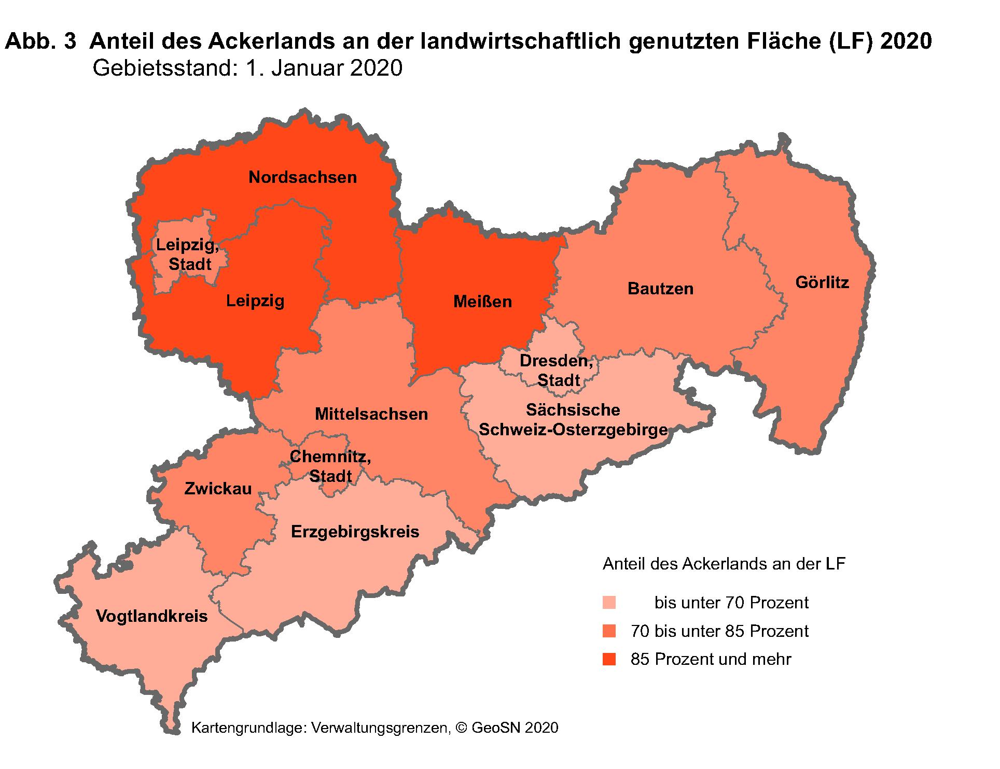 Abb. 3 Anteil des Ackerlands an der landwirtschaftlich genutzten Fläche (LF) 2020
Gebietsstand: 1. Januar 2020
Nordsachsen
Leipzig,
Stadt
Leipzig
Meißen
Bautzen
Görlitz
Dresden,
Stadt
Sächsische
Schweiz-Osterzgebirge
Mittelsachsen
Chemnitz,
Stadt
Zwickau
Erzgebirgskreis
Vogtlandkreis
Anteil des Ackerlands an der LF
bis unter 70 Prozent
70 bis unter 85 Prozent
85 Prozent und mehr
Kartengrundlage: Verwaltungsgrenzen, © GeoSN 2020